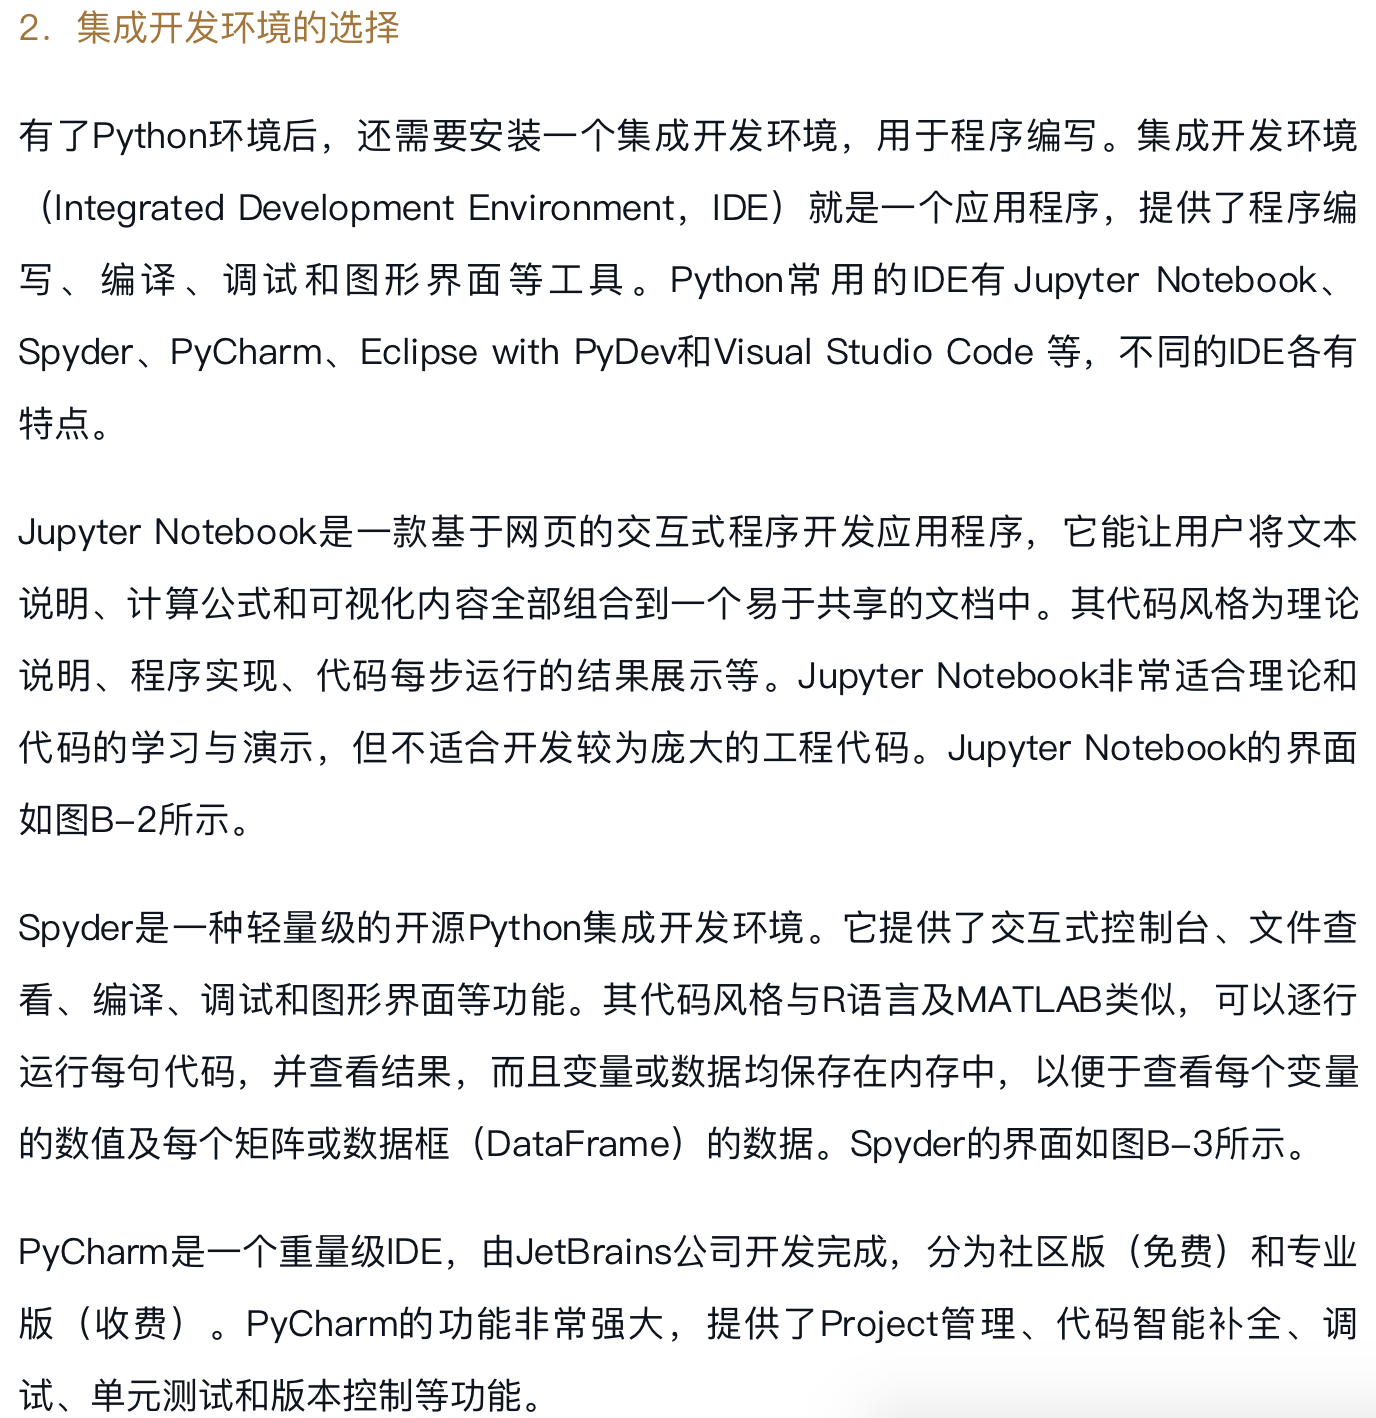 2. 集成开发环境的选择
有了Python环境后，还需要安装一个集成开发环境，用于程序编写。集成开发环境
（Integrated Development Environment，IDE）就是一个应用程序，提供了程序编
写、编译、调试和图形界面等工具。Python常用的IDE有Jupyter Notebook、
Spyder、PyCharm、Eclipse with PyDev和Visual Studio Code 等，不同的IDE各有
特点。
Jupyter Notebook是一款基于网页的交互式程序开发应用程序，它能让用户将文本
说明、计算公式和可视化内容全部组合到一个易于共享的文档中。其代码风格为理论
说明、程序实现、代码每步运行的结果展示等。Jupyter Notebook非常适合理论和
代码的学习与演示，但不适合开发较为庞大的工程代码。Jupyter Notebook的界面
如图B–2所示。
Spyder是一种轻量级的开源Python集成开发环境。它提供了交互式控制台、文件查
看、编译、调试和图形界面等功能。其代码风格与R语言及MATLAB类似，可以逐行
运行每句代码，并查看结果，而且变量或数据均保存在内存中，以便于查看每个变量
的数值及每个矩阵或数据框（DataFrame）的数据。Spyder的界面如图B–3所示。
PyCharm是一个重量级IDE，由JetBrains公司开发完成，分为社区版（免费）和专业
版（收费）。PyCharm的功能非常强大，提供了Project管理、代码智能补全、调
试、单元测试和版本控制等功能。